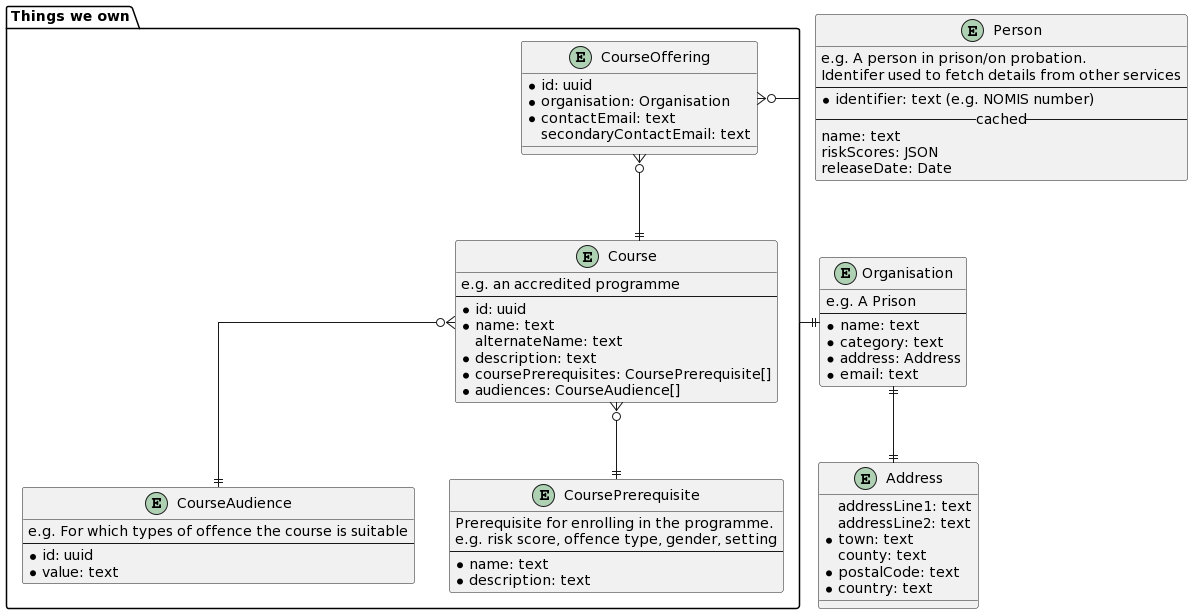 Things we own
E CourseOffering
id: uuid
organisation: Organisation
contactEmail: text
secondaryContactEmail: text
E Person
e.g. A person in prison/on probation.
Identifer used to fetch details from other services
identifier: text (e.g. NOMIS number)
cached
name: text
riskScores: JSON
releaseDate: Date
E Course
e.g. an accredited programme
id: uuid
name: text
alternateName: text
description: text
coursePrerequisites: CoursePrerequisite[]
audiences: CourseAudience[]
E Organisation
e.g. A Prison
name: text
category: text
address: Address
email: text
E CourseAudience
e.g. For which types of offence the course is suitable
id: uuid
value: text
E CoursePrerequisite
Prerequisite for enrolling in the programme.
e.g. risk score, offence type, gender, setting
name: text
description: text
E Address
addressLine1: text
addressLine2: text
town: text
county: text
postalCode: text
country: text